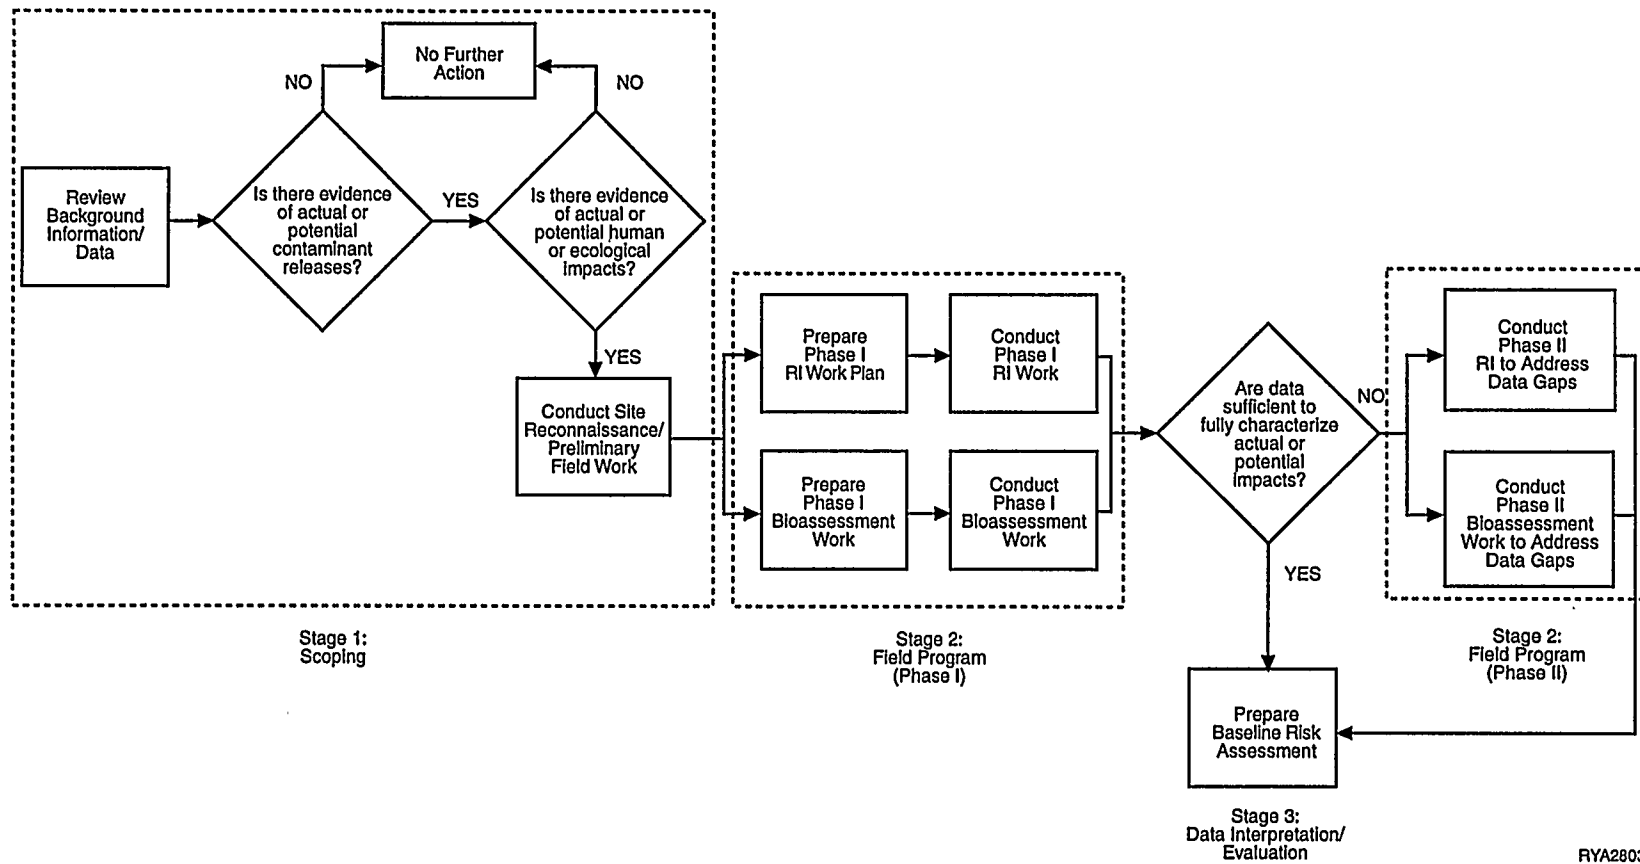 No Further
Action
NO
NO
Review
Background
Information/
Data
Is there evidence
of actual or
potential
contaminant
releases?
YES
Is there evidence
of actual or
potential human
or ecological
impacts?
YES
Conduct Site
Reconnaissance/
Preliminary
Field Work
Stage 1:
Scoping
Prepare
Phase I
RI Work Plan
Conduct
Phase I
RI Work
Prepare
Phase I
Bioassessment
Work
Conduct
Phase I
Bioassessment
Work
Stage 2:
Field Program
(Phase I)
Are data
sufficient to
fully characterize
actual or
potential
impacts?
NO
YES
Conduct
Phase II
RI to Address
Data Gaps
Conduct
Phase II
Bioassessment
Work to Address
Data Gaps
Stage 2:
Field Program
(Phase II)
Prepare
Baseline Risk
Assessment
Stage 3:
Data Interpretation/
Evaluation
RYA2803